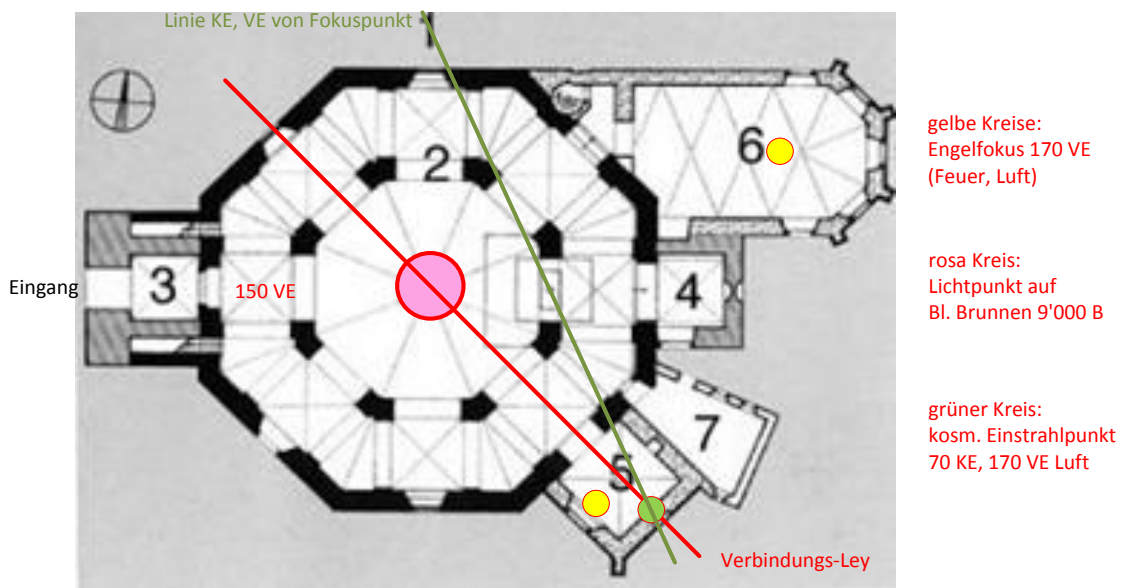 Linie KE, VE von Fokuspunkt
2
6
gelbe Kreise:
Engelfokus 170 VE
(Feuer, Luft)
Eingang
3
150 VE
4
rosa Kreis:
Lichtpunkt auf
Bl. Brunnen 9'000 B
7
5
grüner Kreis:
kosm. Einstrahlpunkt
70 KE, 170 VE Luft
Verbindungs-Ley